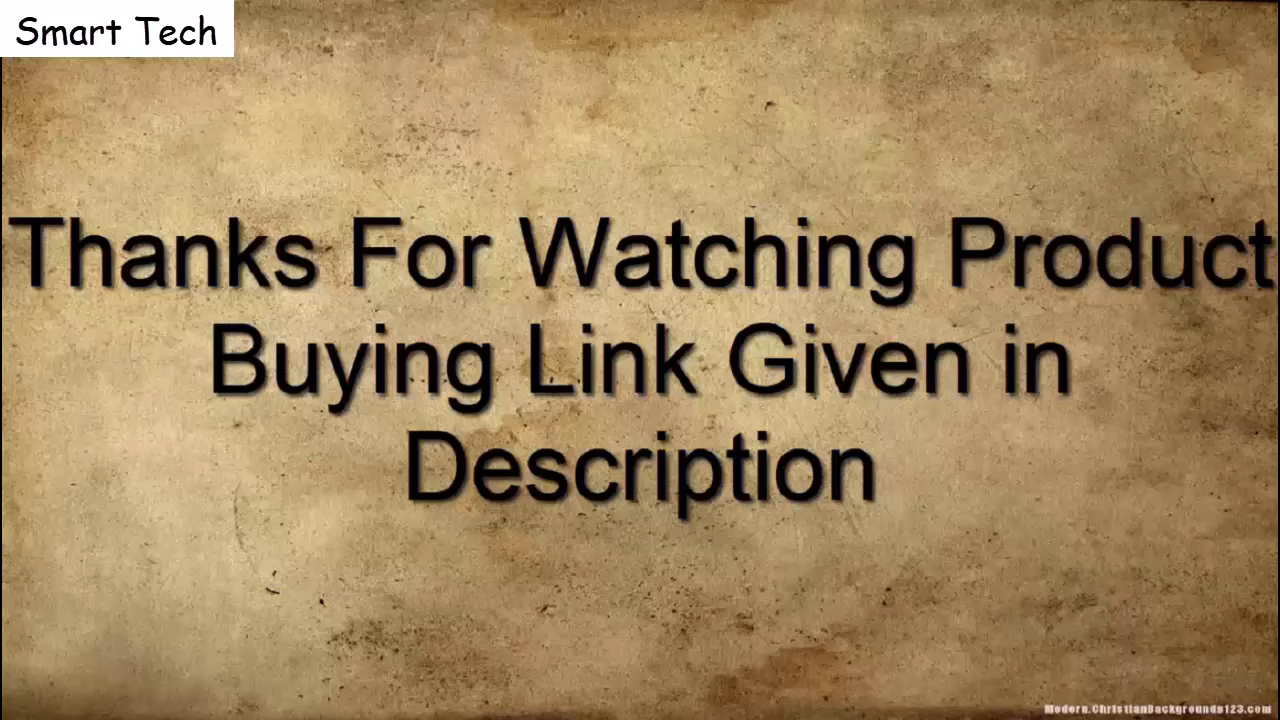 Smart Tech
Thanks For Watching Product
Buying Link Given in
Description
Modern.ChristianBackgrounds123.com